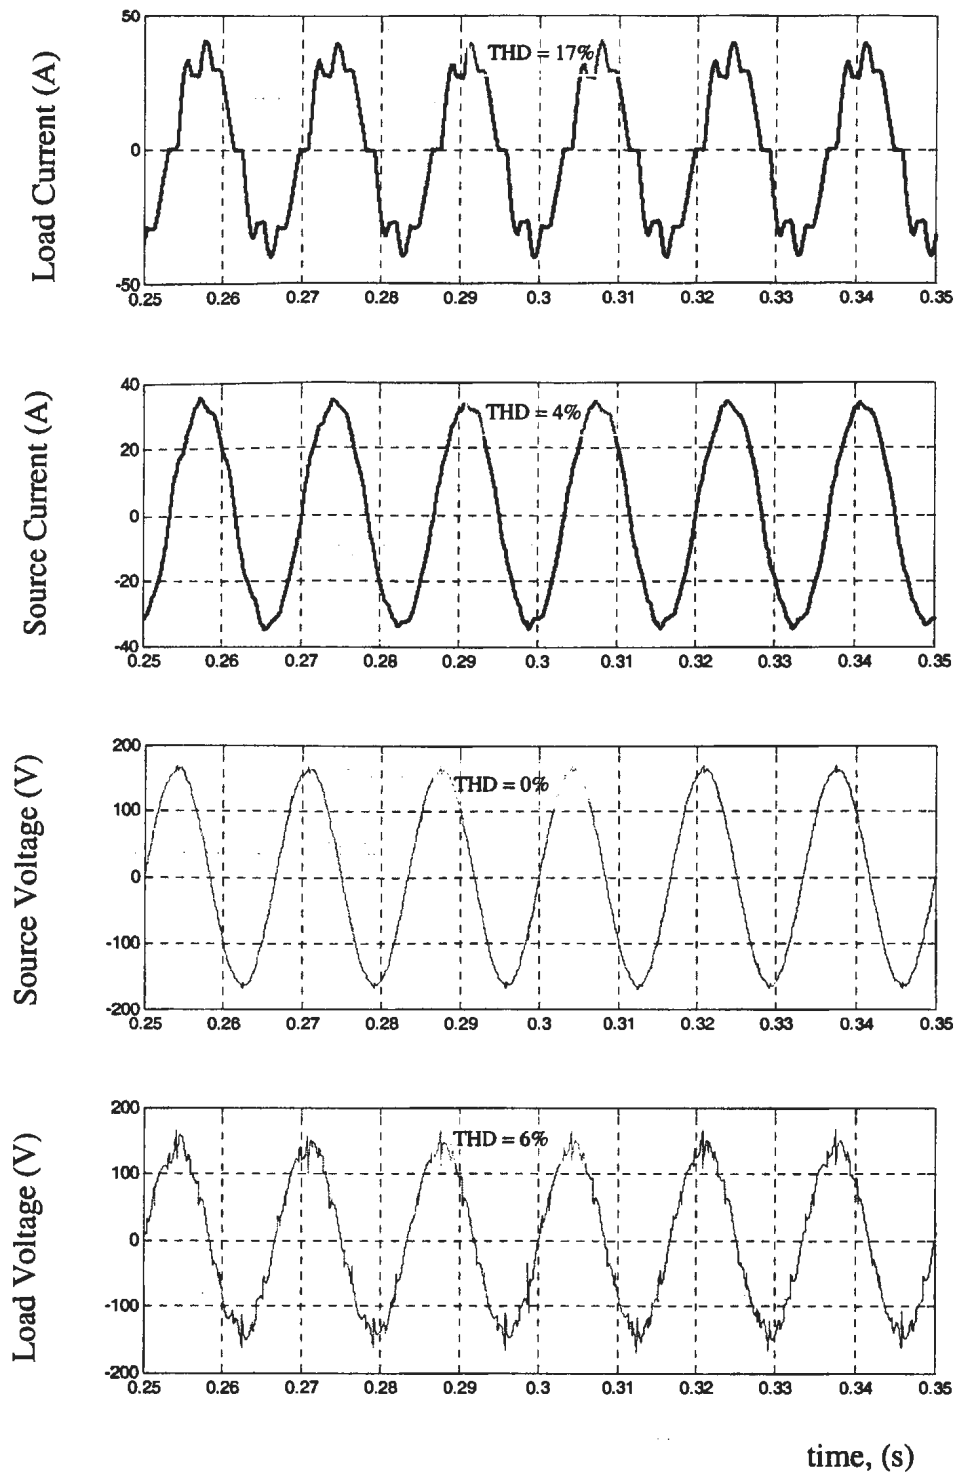 Load Current (A)
50
0
-50
THD = 17%
0.25 0.26 0.27 0.28 0.29 0.3 0.31 0.32 0.33 0.34 0.35
Source Current (A)
40
20
0
-20
-40
THD = 4%
0.25 0.26 0.27 0.28 0.29 0.3 0.31 0.32 0.33 0.34 0.35
Source Voltage (V)
200
100
0
-100
-200
THD = 0%
0.25 0.26 0.27 0.28 0.29 0.3 0.31 0.32 0.33 0.34 0.35
Load Voltage (V)
200
100
0
-100
-200
THD = 6%
0.25 0.26 0.27 0.28 0.29 0.3 0.31 0.32 0.33 0.34 0.35
time, (s)